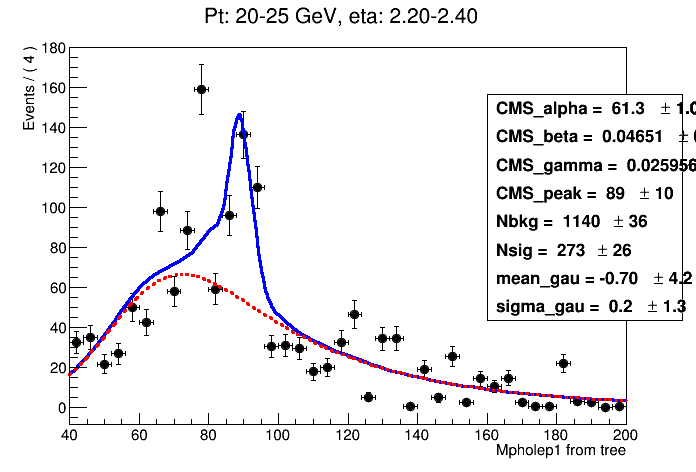 Pt: 20-25 GeV, eta: 2.20-2.40
Events / ( 4 )
180
160
140
120
100
80
60
40
20
0
CMS_alpha = 61.3 ± 1.0
CMS_beta = 0.04651 ±
CMS_gamma = 0.025956
CMS_peak = 89 ± 10
Nbkg = 1140 ± 36
Nsig = 273 ± 26
mean_gau = -0.70 ± 4.2
sigma_gau = 0.2 ± 1.3
40 60 80 100 120 140 160 180 200
Mpholep1 from tree